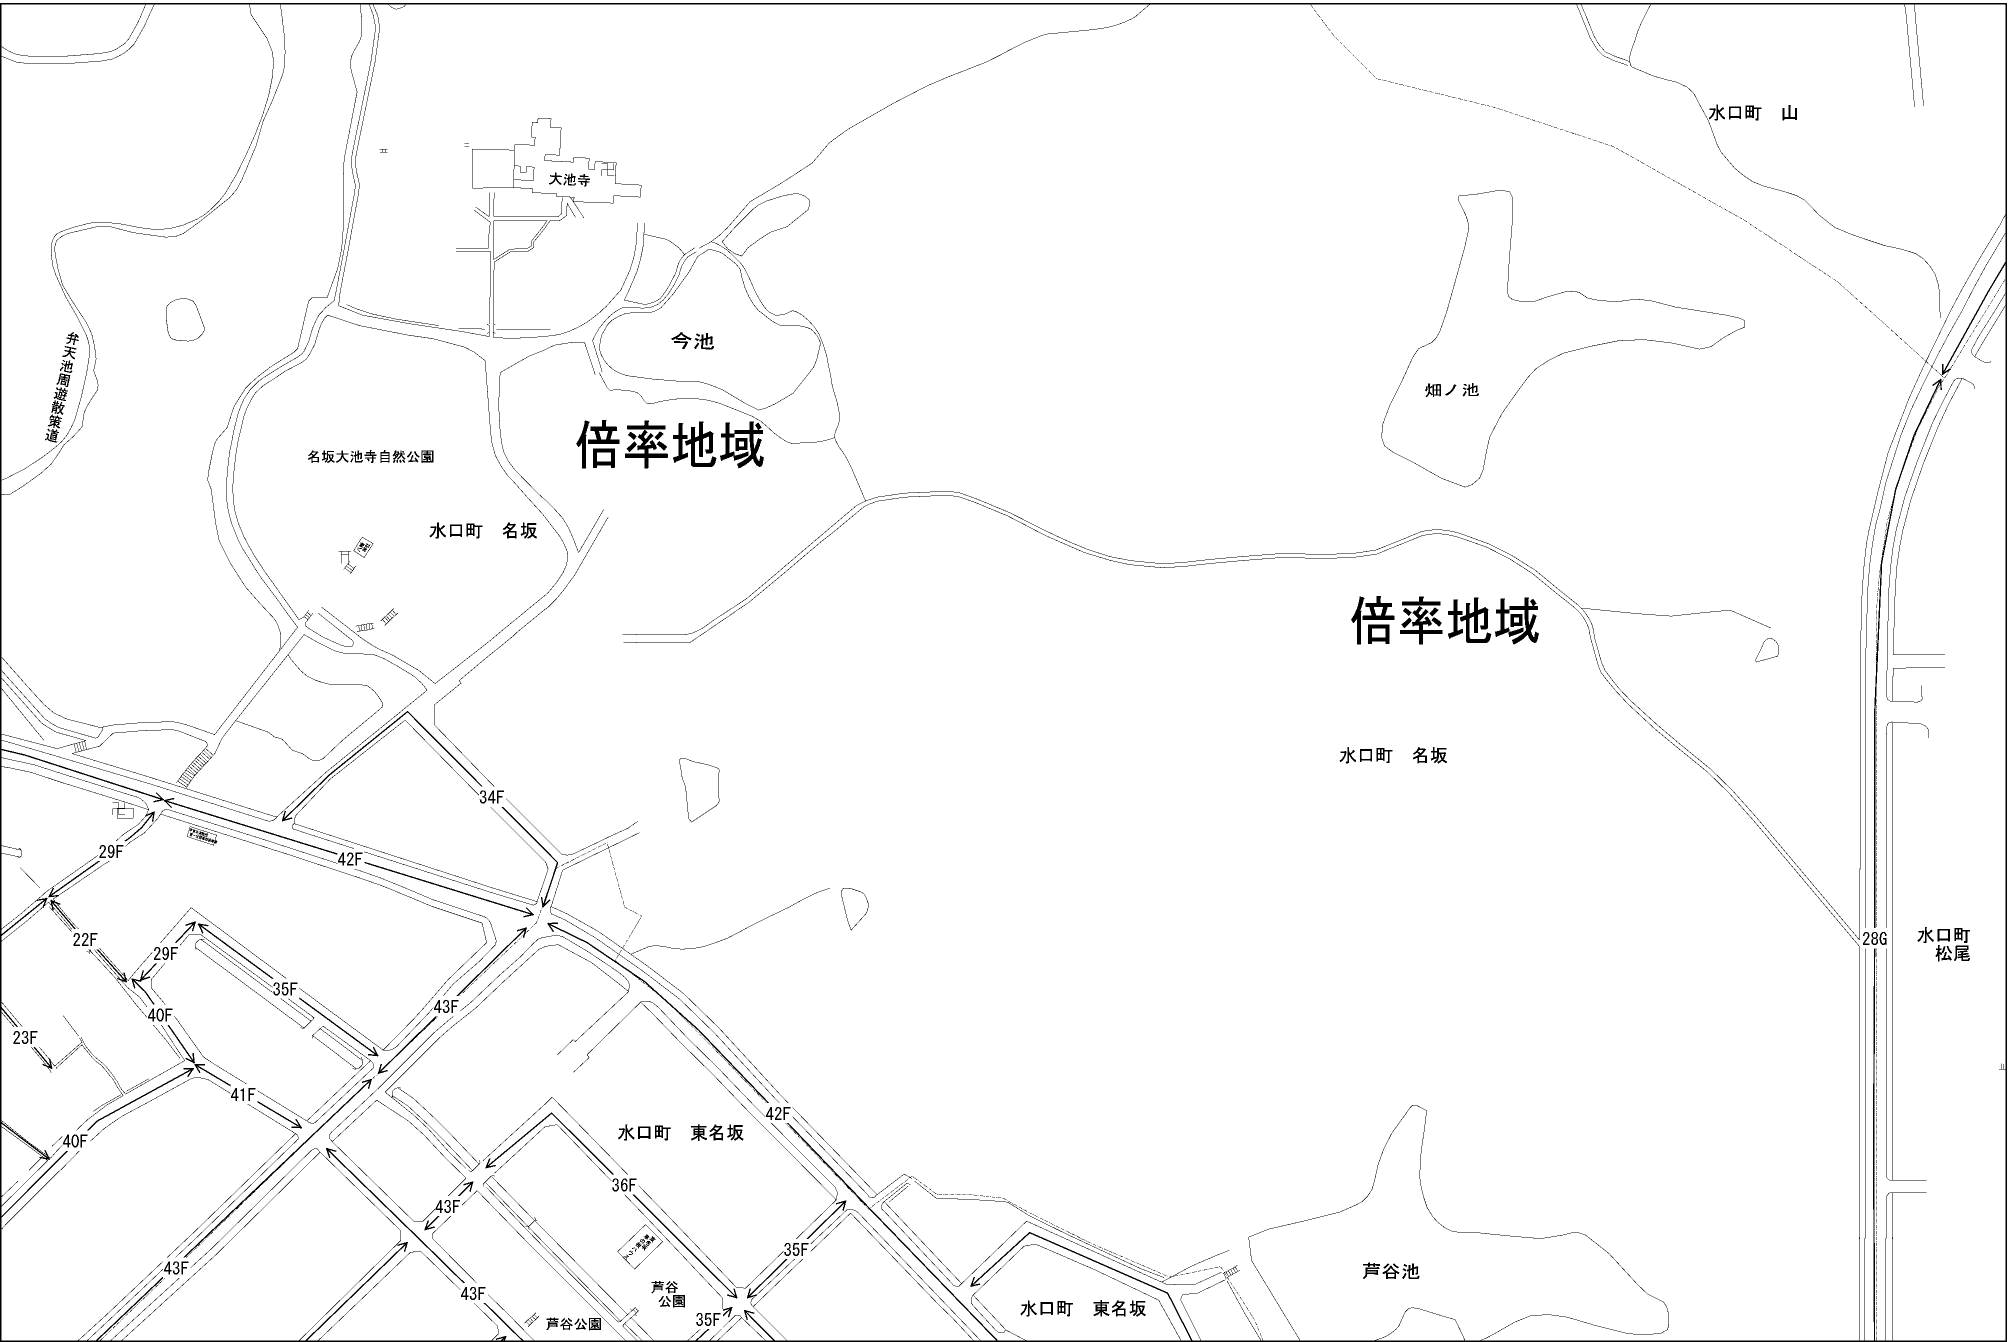 水口町　山
大池寺
今池
弁天池周遊散策道
畑ノ池
倍率地域
名坂大池寺自然公園
水口町　名坂
倍率地域
水口町　名坂
34F
29F
42F
22F
29F
35F
43F
40F
23F
41F
40F
28G
水口町
松尾
42F
水口町　東名坂
36F
43F
35F
43F
43F
芦谷
公園
35F
芦谷公園
芦谷池
水口町　東名坂